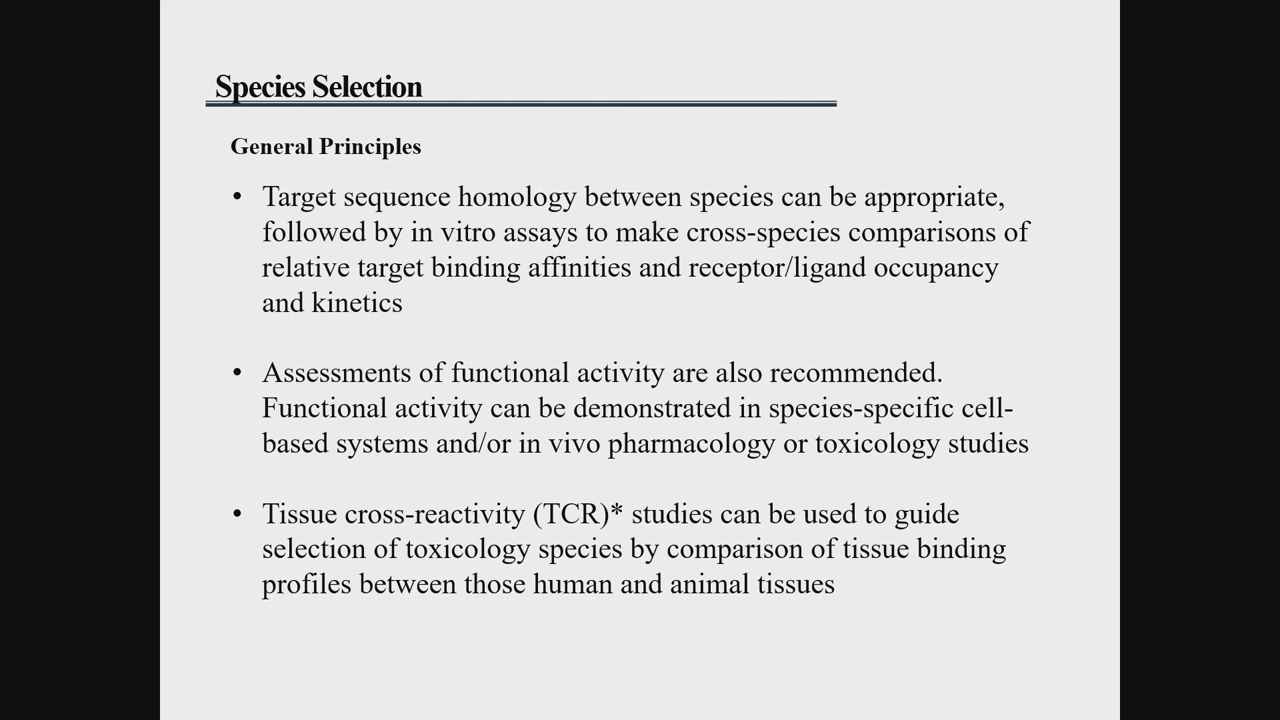 Species Selection
General Principles
• Target sequence homology between species can be appropriate,
followed by in vitro assays to make cross-species comparisons of
relative target binding affinities and receptor/ligand occupancy
and kinetics
• Assessments of functional activity are also recommended.
Functional activity can be demonstrated in species-specific cell-
based systems and/or in vivo pharmacology or toxicology studies
• Tissue cross-reactivity (TCR)* studies can be used to guide
selection of toxicology species by comparison of tissue binding
profiles between those human and animal tissues